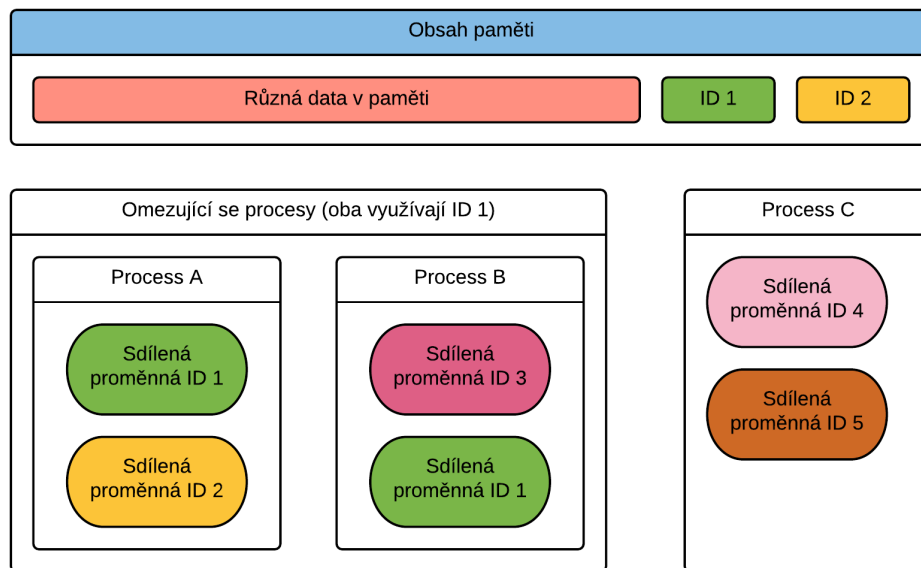 Obsah paměti
Různá data v paměti
ID 1
ID 2
Omezující se procesy (oba využívají ID 1)
Process A
Sdílená
proměnná ID 1
Sdílená
proměnná ID 2
Process B
Sdílená
proměnná ID 3
Sdílená
proměnná ID 1
Process C
Sdílená
proměnná ID 4
Sdílená
proměnná ID 5